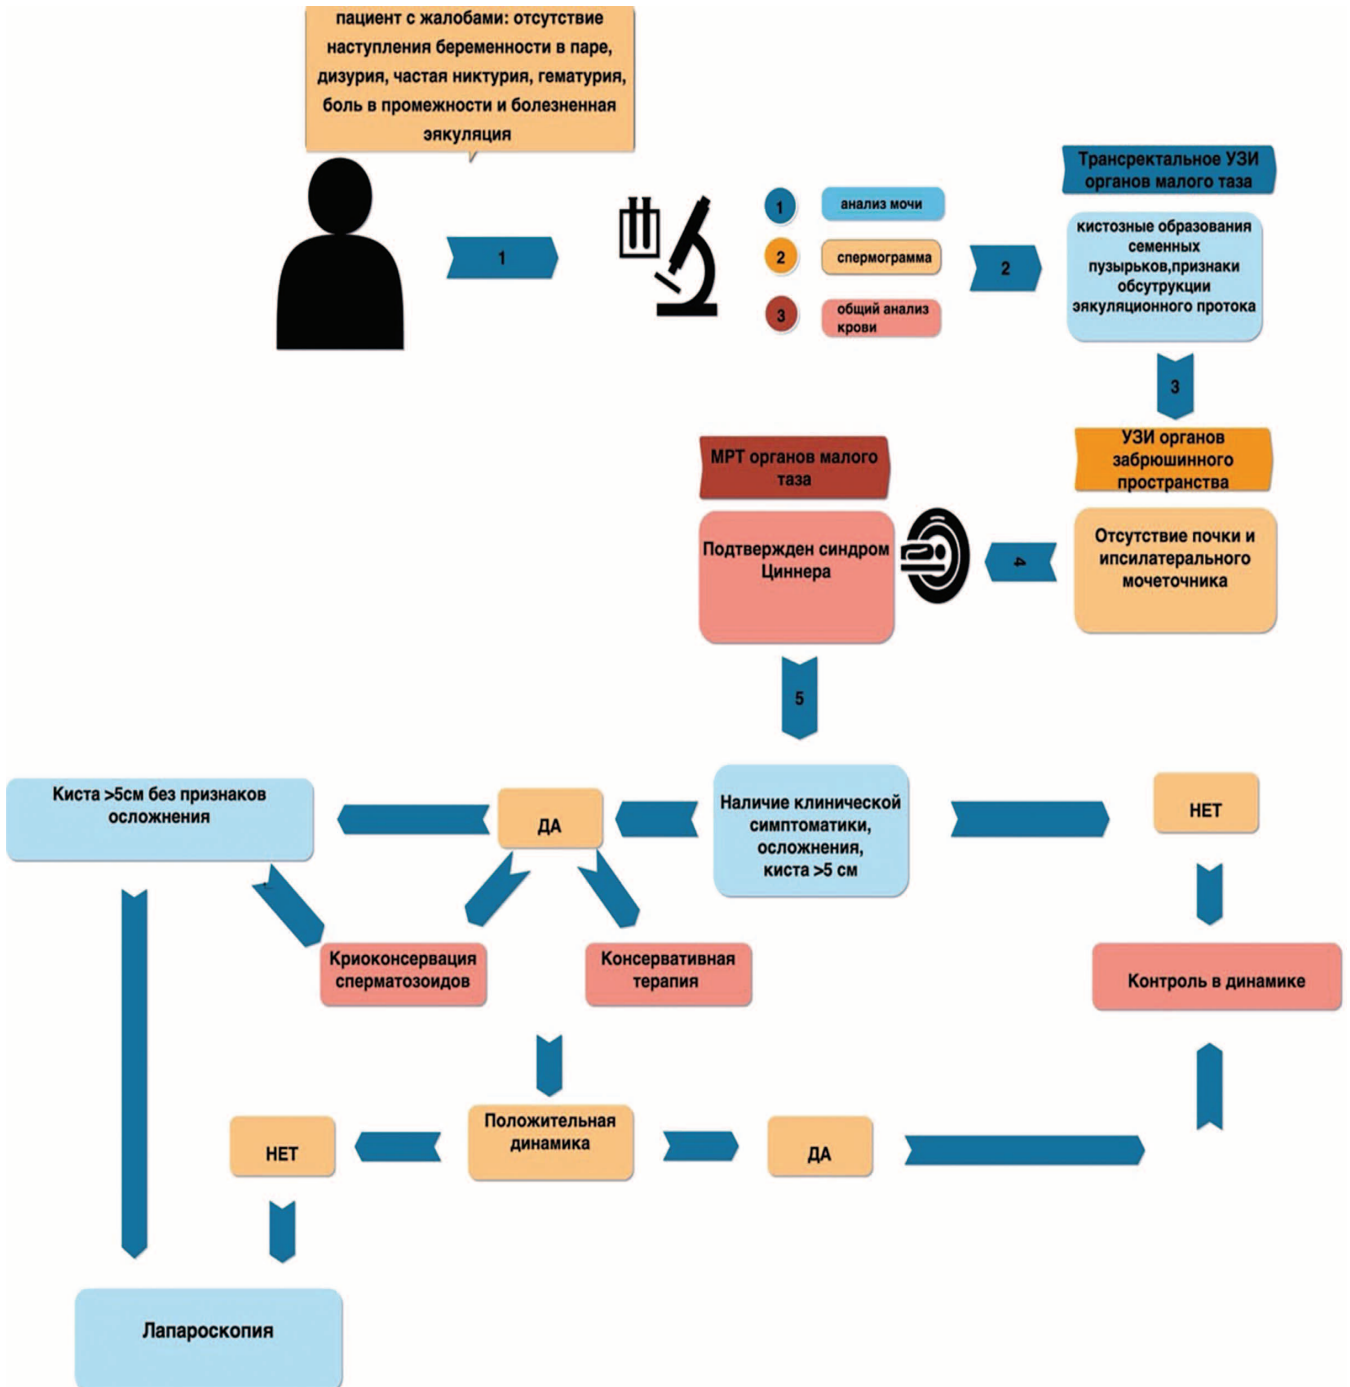 пациент с жалобами: отсутствие
наступления беременности в паре,
дизурия, частая никтурия, гематурия,
боль в промежности и болезненная
эякуляция
1
1
анализ мочи
2
спермограмма
3
общий анализ
крови
2
Трансректальное УЗИ
органов малого таза
кистозные образования
семенных
пузырьков,признаки
обсутрукции
эякуляционного протока
3
УЗИ органов
забрюшинного
пространства
Отсутствие почки и
ипсилатерального
мочеточника
4
МРТ органов малого
таза
Подтвержден синдром
Циннера
5
Наличие клинической
симптоматики,
осложнения,
киста >5 см
ДА
НЕТ
Киста >5см без признаков
осложнения
Криоконсервация
сперматозоидов
Консервативная
терапия
Контроль в динамике
Положительная
динамика
НЕТ
ДА
Лапароскопия